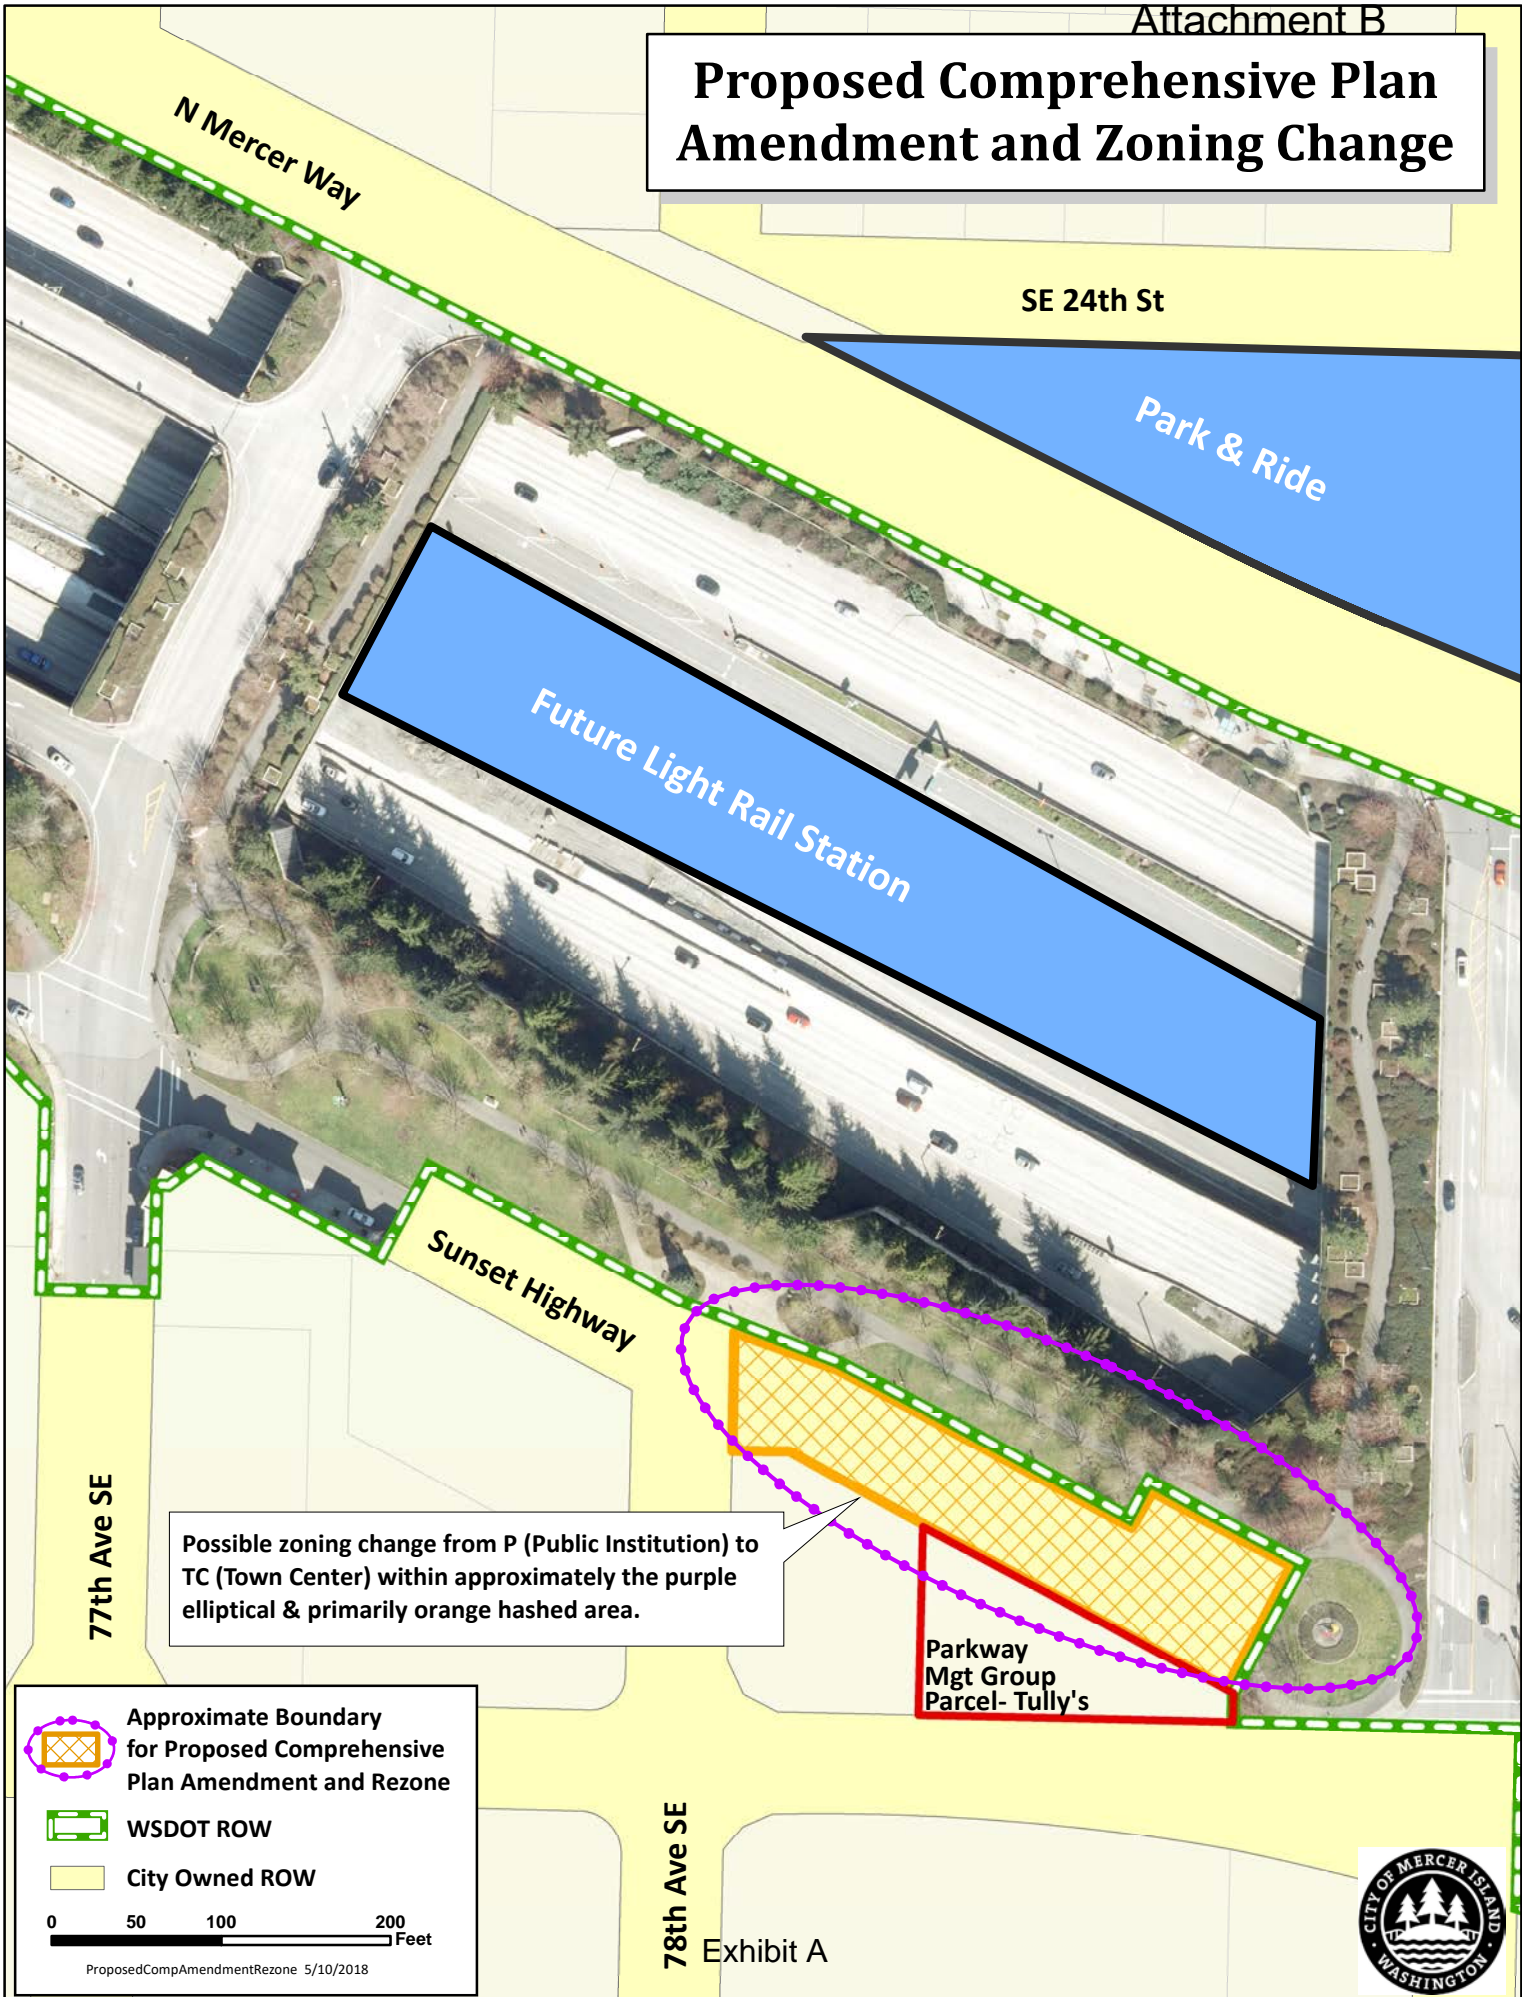 Attachment B
Proposed Comprehensive Plan
Amendment and Zoning Change
N Mercer Way
SE 24th St
Park & Ride
Future Light Rail Station
Sunset Highway
77th Ave SE
Possible zoning change from P (Public Institution) to
TC (Town Center) within approximately the purple
elliptical & primarily orange hashed area.
Parkway
Mgt Group
Parcel- Tully's
Approximate Boundary
for Proposed Comprehensive
Plan Amendment and Rezone
WSDOT ROW
City Owned ROW
0 50 100 200
Feet
ProposedCompAmendmentRezone 5/10/2018
78th Ave SE
Exhibit A
CITY OF MERCER ISLAND
WASHINGTON